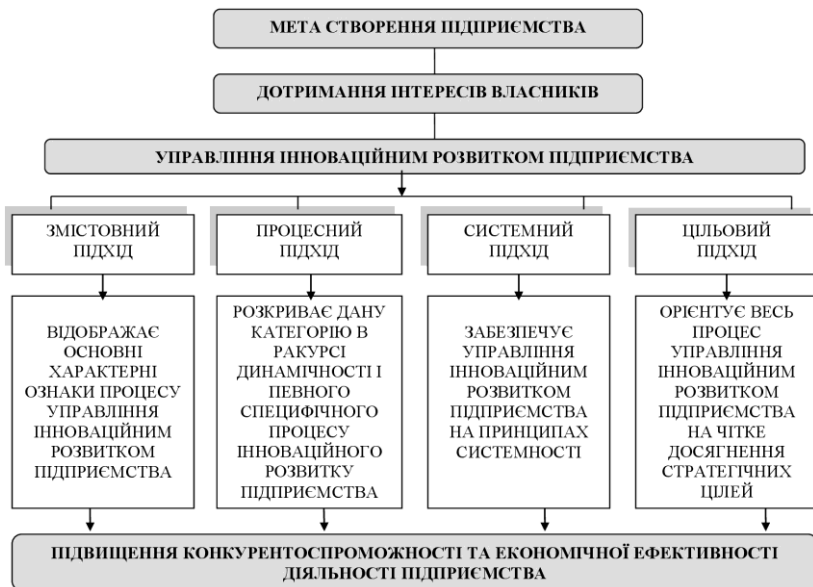 МЕТА СТВОРЕННЯ ПІДПРИЄМСТВА
ДОТРИМАННЯ ІНТЕРЕСІВ ВЛАСНИКІВ
УПРАВЛІННЯ ІННОВАЦІЙНИМ РОЗВИТКОМ ПІДПРИЄМСТВА
ЗМІСТОВНИЙ
ПІДХІД
ПРОЦЕСНИЙ
ПІДХІД
СИСТЕМНИЙ
ПІДХІД
ЦІЛЬОВИЙ
ПІДХІД
ВІДОБРАЖАЄ
ОСНОВНІ
ХАРАКТЕРНІ
ОЗНАКИ ПРОЦЕСУ
УПРАВЛІННЯ
ІННОВАЦІЙНИМ
РОЗВИТКОМ
ПІДПРИЄМСТВА
РОЗКРИВАЄ ДАНУ
КАТЕГОРІЮ В
РАКУРСІ
ДИНАМІЧНОСТІ І
ПЕВНОГО
СПЕЦИФІЧНОГО
ПРОЦЕСУ
ІННОВАЦІЙНОГО
РОЗВИТКУ
ПІДПРИЄМСТВА
ЗАБЕЗПЕЧУЄ
УПРАВЛІННЯ
ІННОВАЦІЙНИМ
РОЗВИТКОМ
ПІДПРИЄМСТВА
НА ПРИНЦИПАХ
СИСТЕМНОСТІ
ОРІЄНТУЄ ВЕСЬ
ПРОЦЕС
УПРАВЛІННЯ
ІННОВАЦІЙНИМ
РОЗВИТКОМ
ПІДПРИЄМСТВА
НА ЧІТКЕ
ДОСЯГНЕННЯ
СТРАТЕГІЧНИХ
ЦІЛЕЙ
ПІДВИЩЕННЯ КОНКУРЕНТОСПРОМОЖНОСТІ ТА ЕКОНОМІЧНОЇ ЕФЕКТИВНОСТІ
ДІЯЛЬНОСТІ ПІДПРИЄМСТВА